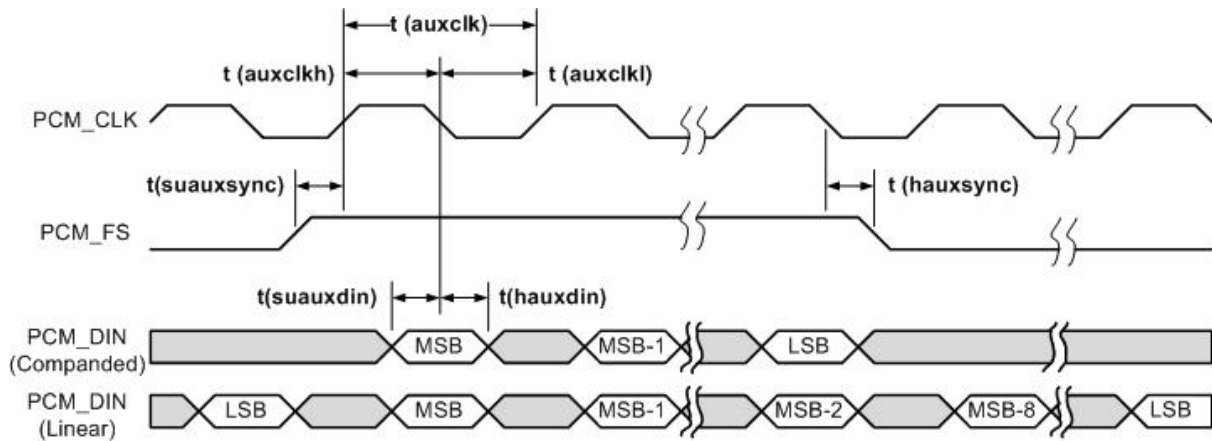 t (auxclk)
t (auxclkh)
t (auxclkl)
PCM_CLK
t(suauxsync)
t (hauxsync)
PCM_FS
t(suauxdin)
t(hauxdin)
PCM_DIN
(Companded)
MSB
MSB-1
LSB
PCM_DIN
(Linear)
LSB
MSB
MSB-1
MSB-2
MSB-8
LSB